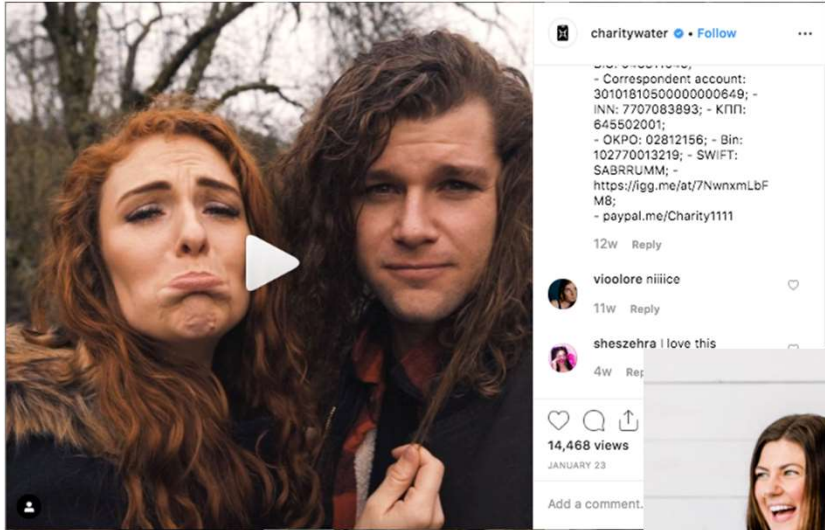 charitywater • Follow
- Correspondent account:
30101810500000000649; -
INN: 7707083893; - КПП:
645502001;
- OKPO: 02812156; - Bin:
102770013219; - SWIFT:
SABRRUMM; -
https://igg.me/at/7NwnxmLbF
M8;
- paypal.me/Charity1111
12w Reply
vioolore niiiice
11w Reply
sheszehra I love this
4w
14,468 views
JANUARY 23
Add a comment.